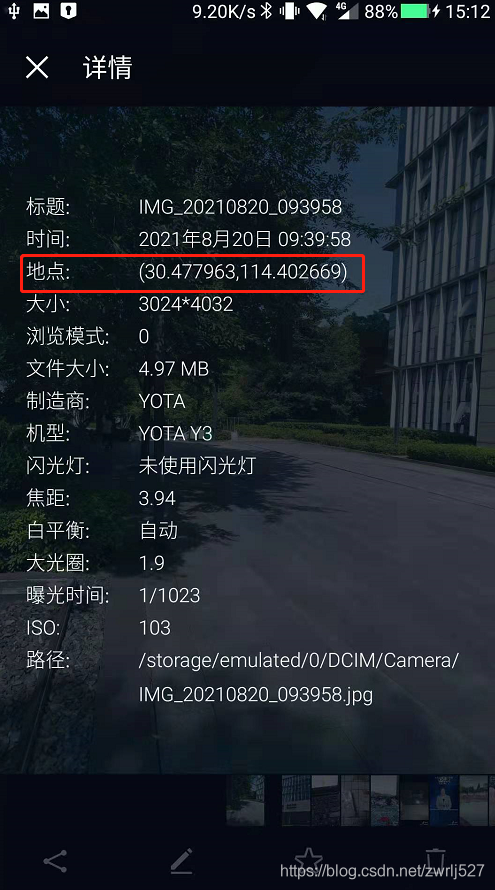 9.20K/s 4G 88% 15:12
详情
标题: IMG_20210820_093958
时间: 2021年8月20日 09:39:58
地点: (30.477963,114.402669)
大小: 3024*4032
浏览模式: 0
文件大小: 4.97 MB
制造商: YOTA
机型: YOTA Y3
闪光灯: 未使用闪光灯
焦距: 3.94
白平衡: 自动
大光圈: 1.9
曝光时间: 1/1023
ISO: 103
路径: /storage/emulated/0/DCIM/Camera/
IMG_20210820_093958.jpg
https://blog.csdn.net/zwrlj527